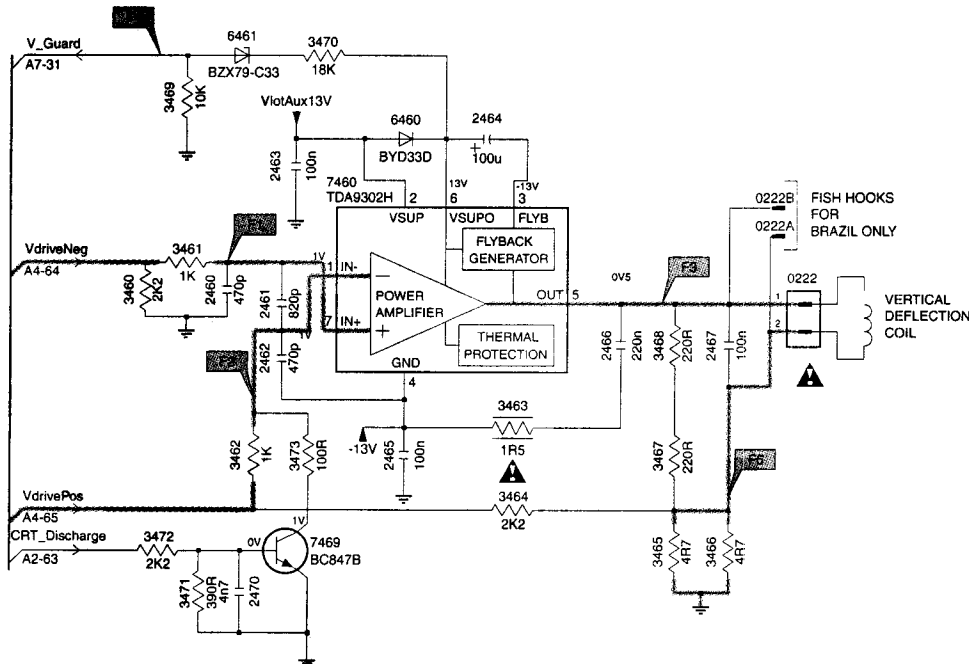 V_Guard
A7-31
6461
BZX79-C33
3470
18K
3469
10K
VlotAux13V
6460
BYD33D
2464
+
100u
2463
100n
7460
TDA9302H
2
13V
6
-13V
3
VSUP
VSUPO
FLYB
FLYBACK
GENERATOR
0222B
0222A
FISH HOOKS
FOR
BRAZIL ONLY
VdriveNeg
A4-64
3461
1K
F1
3460
2K2
2460
470p
2461
820p
1V
1
IN-
7
IN+
1V
POWER
AMPLIFIER
THERMAL
PROTECTION
GND
4
OUT
5
0V5
F3
0222
1
2
VERTICAL
DEFLECTION
COIL
2462
470p
F2
2466
220n
3468
220R
2467
100n
3462
1K
3473
100R
-13V
2465
100n
3463
1R5
3467
220R
F5
VdrivePos
A4-65
3464
2K2
CRT_Discharge
A2-63
3472
2K2
0V
1V
7469
BC847B
3471
390R
4n7
2470
3465
4R7
3466
4R7